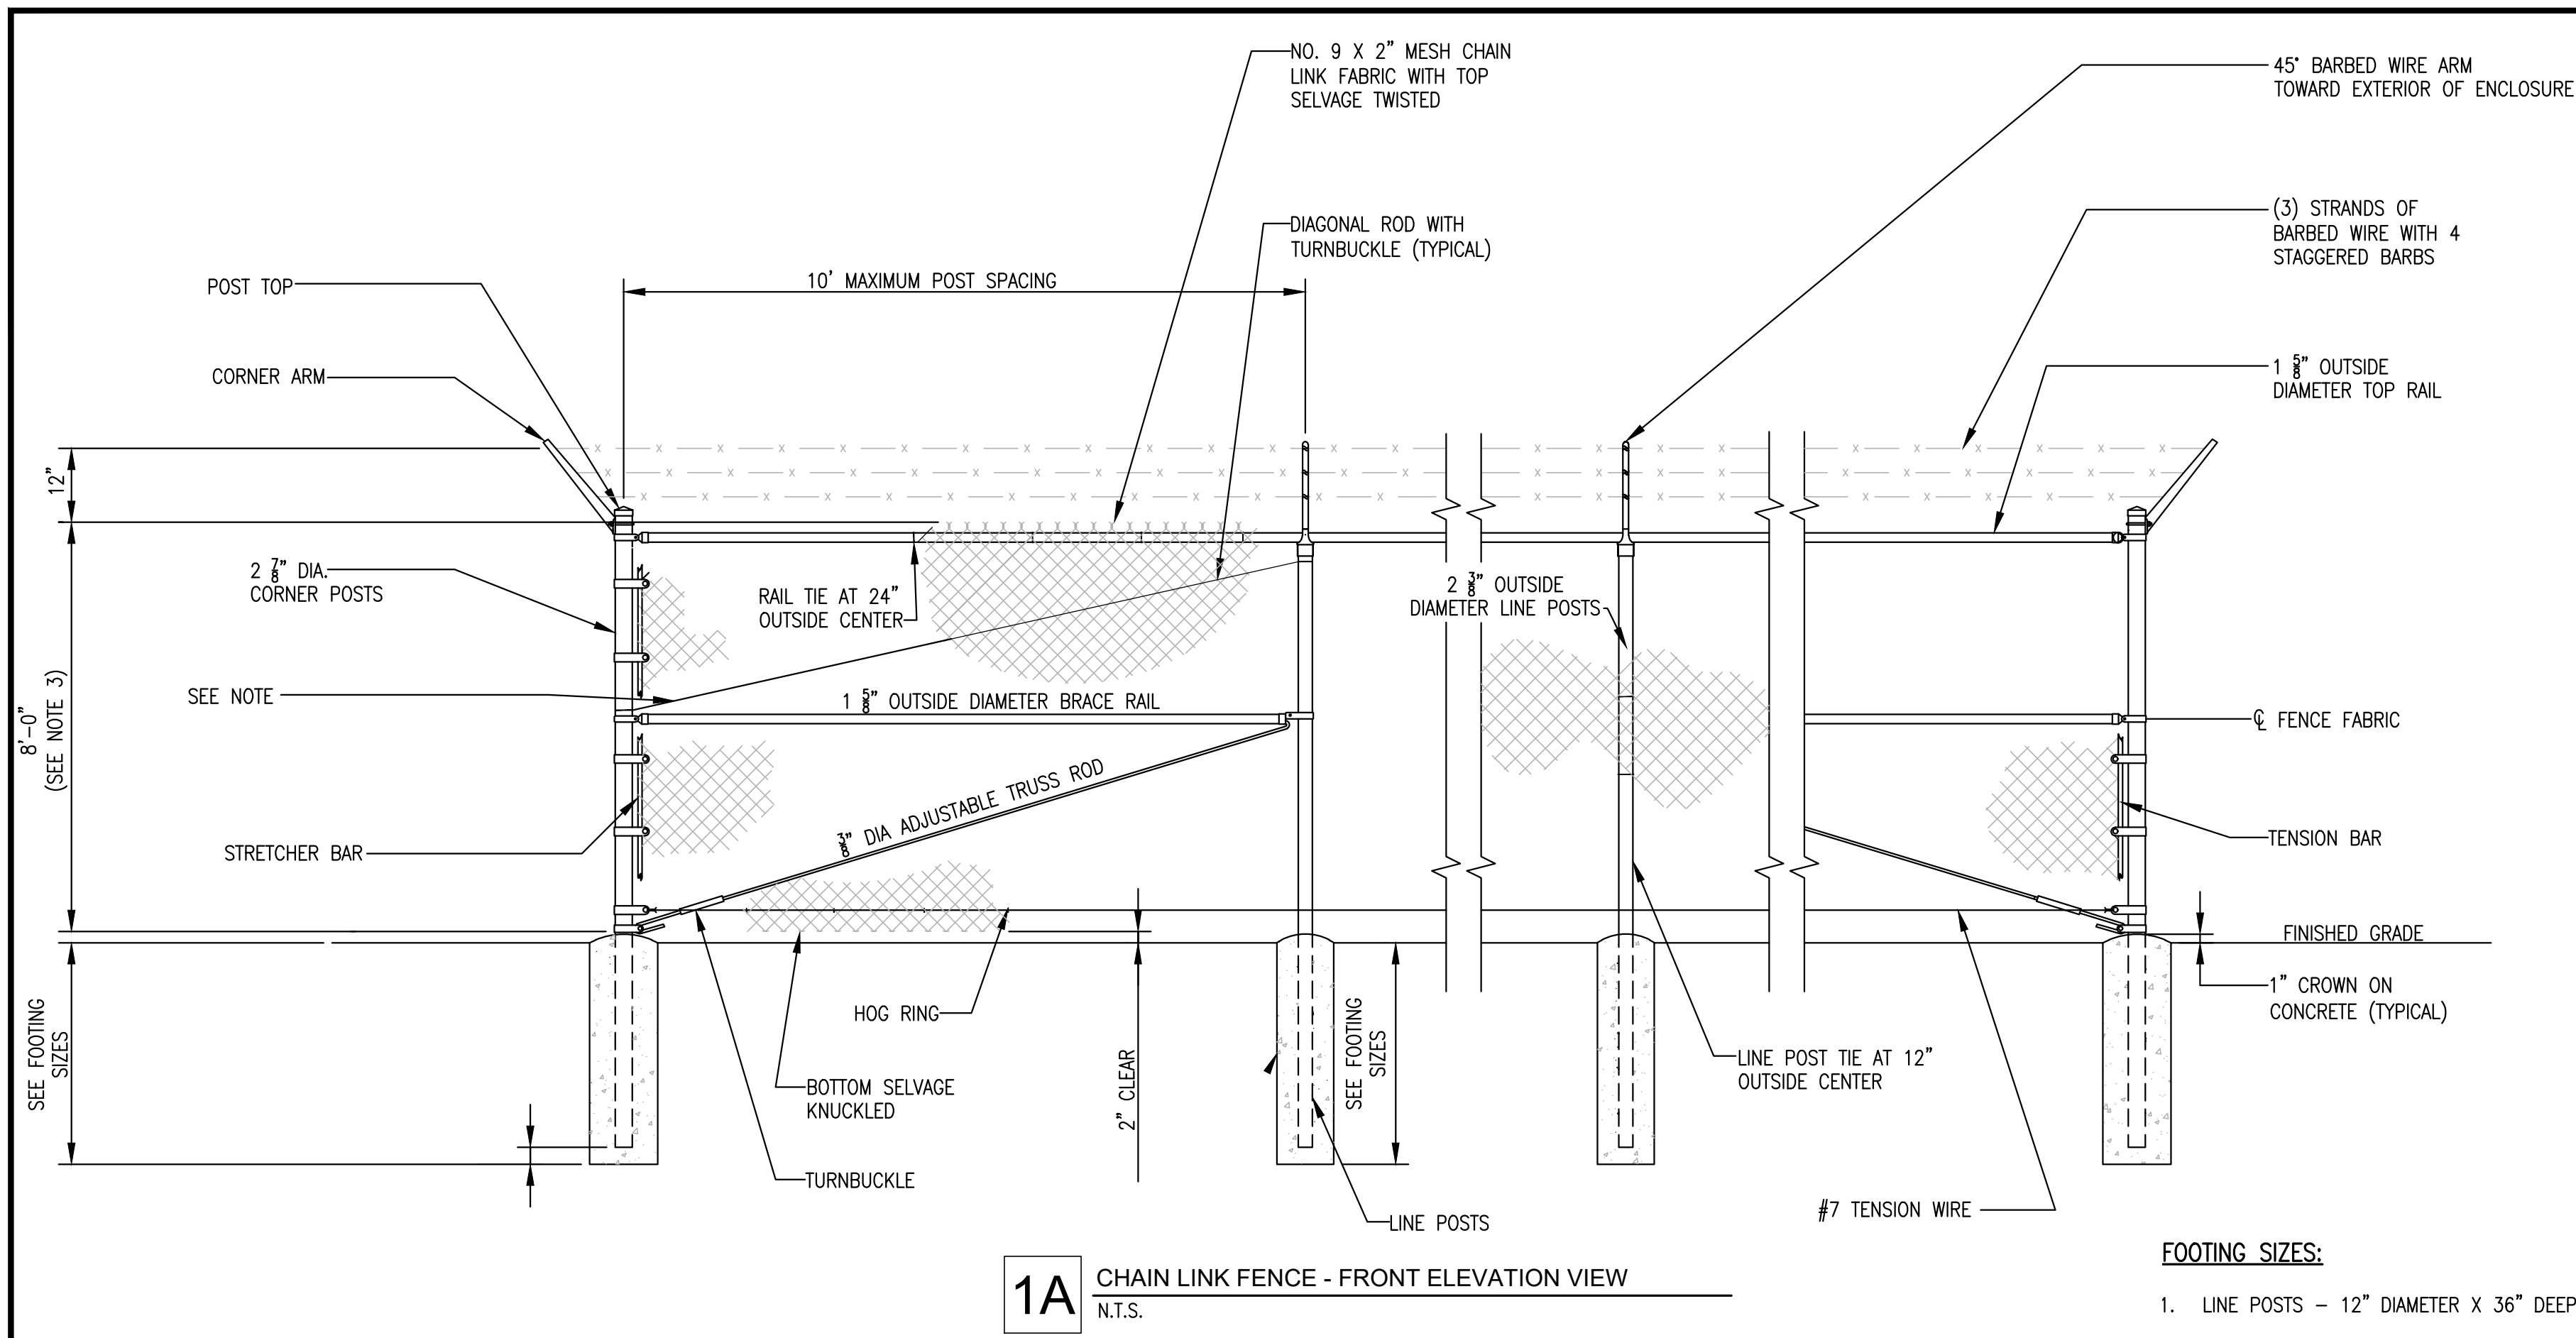 NO. 9 X 2" MESH CHAIN
LINK FABRIC WITH TOP
SELVAGE TWISTED
45° BARBED WIRE ARM
TOWARD EXTERIOR OF ENCLOSURE
DIAGONAL ROD WITH
TURNBUCKLE (TYPICAL)
(3) STRANDS OF
BARBED WIRE WITH 4
STAGGERED BARBS
10' MAXIMUM POST SPACING
POST TOP
CORNER ARM
1 5/8" OUTSIDE
DIAMETER TOP RAIL
12"
2 7/8" DIA.
CORNER POSTS
RAIL TIE AT 24"
OUTSIDE CENTER
2 3/8" OUTSIDE
DIAMETER LINE POSTS
8'-0"
(SEE NOTE 3)
SEE NOTE
1 5/8" OUTSIDE DIAMETER BRACE RAIL
℄ FENCE FABRIC
3/8" DIA ADJUSTABLE TRUSS ROD
STRETCHER BAR
TENSION BAR
FINISHED GRADE
1" CROWN ON
CONCRETE (TYPICAL)
SEE FOOTING
SIZES
HOG RING
BOTTOM SELVAGE
KNUCKLED
2" CLEAR
SEE FOOTING
SIZES
LINE POST TIE AT 12"
OUTSIDE CENTER
TURNBUCKLE
LINE POSTS
#7 TENSION WIRE
1A
CHAIN LINK FENCE - FRONT ELEVATION VIEW
N.T.S.
FOOTING SIZES:
1. LINE POSTS – 12" DIAMETER X 36" DEEP